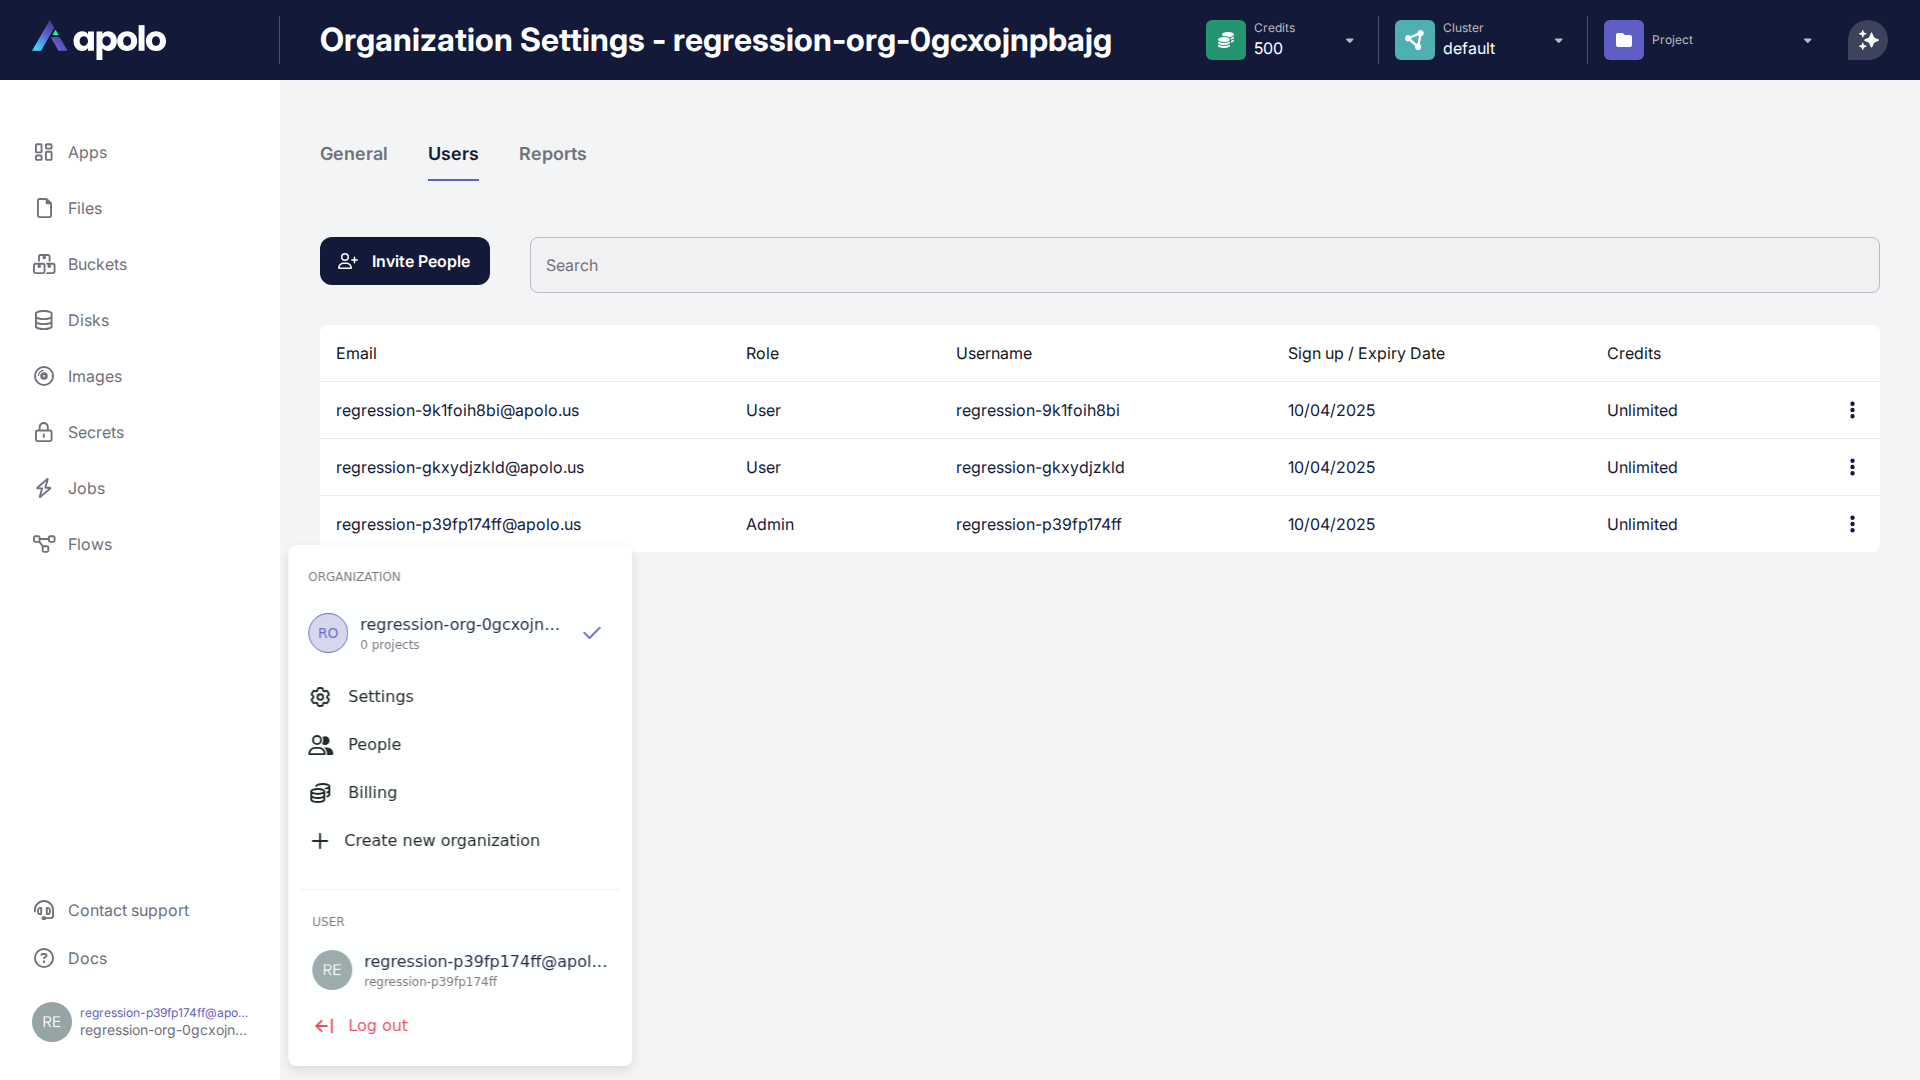 apolo
Organization Settings - regression-org-0gcxojnpbajg
Credits
500
Cluster
default
Project
Apps
Files
Buckets
Disks
Images
Secrets
Jobs
Flows
Contact support
Docs
RE
regression-p39fp174ff@apo...
regression-org-0gcxojn...
General
Users
Reports
Invite People
Search
Email Role Username Sign up / Expiry Date Credits
regression-9k1foih8bi@apolo.us User regression-9k1foih8bi 10/04/2025 Unlimited
regression-gkxydjzkld@apolo.us User regression-gkxydjzkld 10/04/2025 Unlimited
regression-p39fp174ff@apolo.us Admin regression-p39fp174ff 10/04/2025 Unlimited
ORGANIZATION
RO
regression-org-0gcxojn...
0 projects
Settings
People
Billing
Create new organization
USER
RE
regression-p39fp174ff@apol...
regression-p39fp174ff
Log out